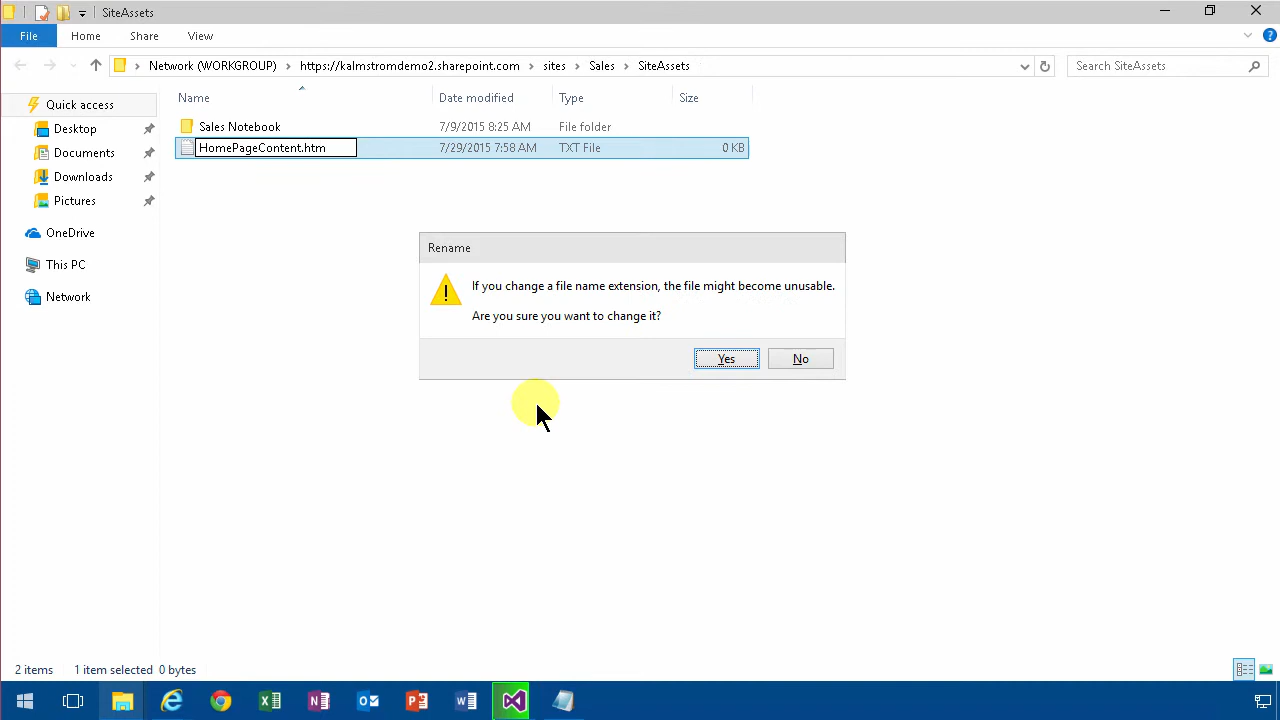 SiteAssets
File Home Share View
Network (WORKGROUP) https://kalmstromdemo2.sharepoint.com sites Sales SiteAssets
Search SiteAssets
Quick access
Desktop
Documents
Downloads
Pictures
OneDrive
This PC
Network
Name Date modified Type Size
Sales Notebook 7/9/2015 8:25 AM File folder
HomePageContent.htm 7/29/2015 7:58 AM TXT File 0 KB
Rename
If you change a file name extension, the file might become unusable.
Are you sure you want to change it?
Yes No
2 items 1 item selected 0 bytes